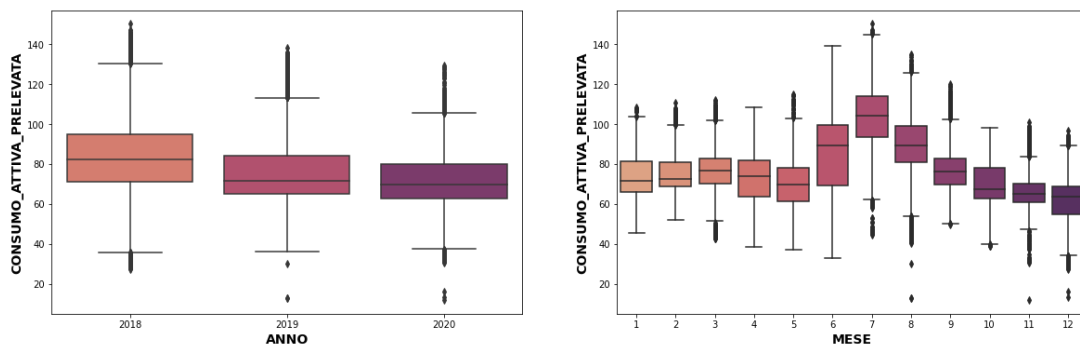 CONSUMO_ATTIVA_PRELEVATA
140
120
100
80
60
40
20
2018 2019 2020
ANNO
CONSUMO_ATTIVA_PRELEVATA
140
120
100
80
60
40
20
1 2 3 4 5 6 7 8 9 10 11 12
MESE